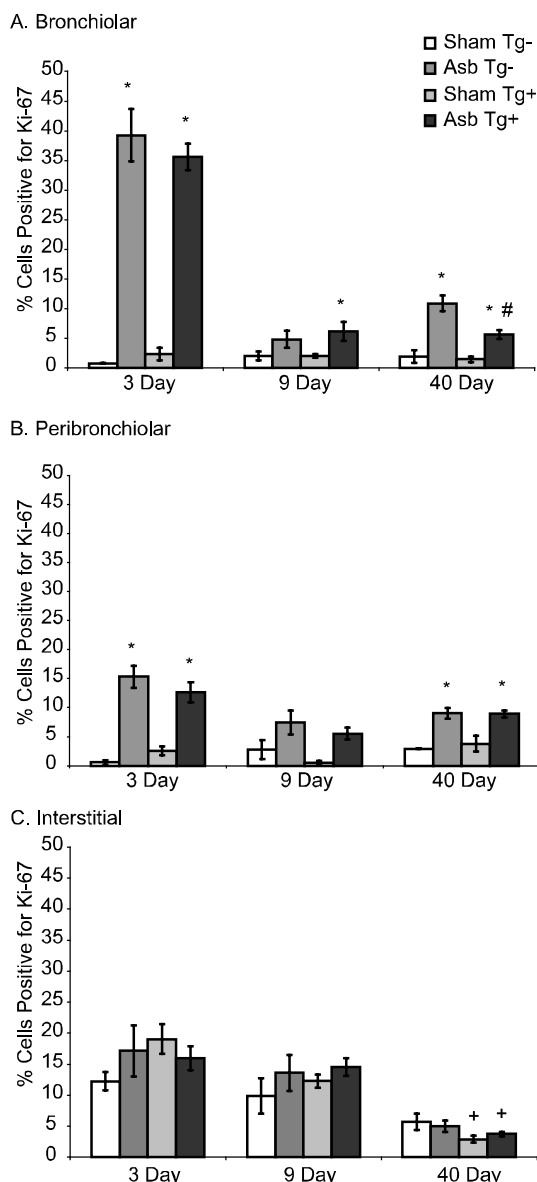 A. Bronchiolar
Sham Tg-
Asb Tg-
Sham Tg+
Asb Tg+
% Cells Positive for Ki-67
50
45
40
35
30
25
20
15
10
5
0
* * * * * #
3 Day 9 Day 40 Day
B. Peribronchiolar
% Cells Positive for Ki-67
50
45
40
35
30
25
20
15
10
5
0
* * * *
3 Day 9 Day 40 Day
C. Interstitial
% Cells Positive for Ki-67
50
45
40
35
30
25
20
15
10
5
0
+ +
3 Day 9 Day 40 Day